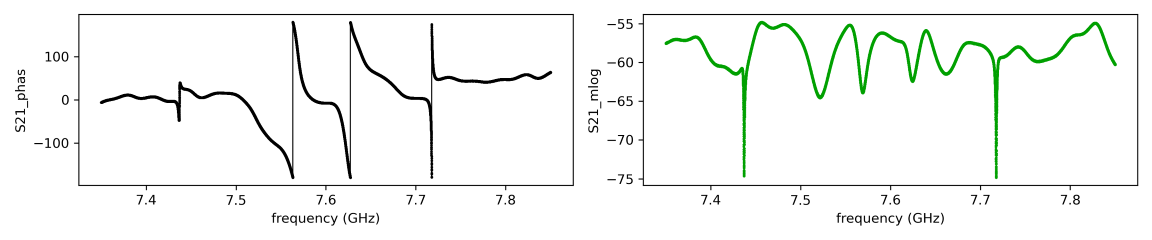 S21_phas
100
0
−100
7.4 7.5 7.6 7.7 7.8
frequency (GHz)
S21_mlog
−55
−60
−65
−70
−75
7.4 7.5 7.6 7.7 7.8
frequency (GHz)